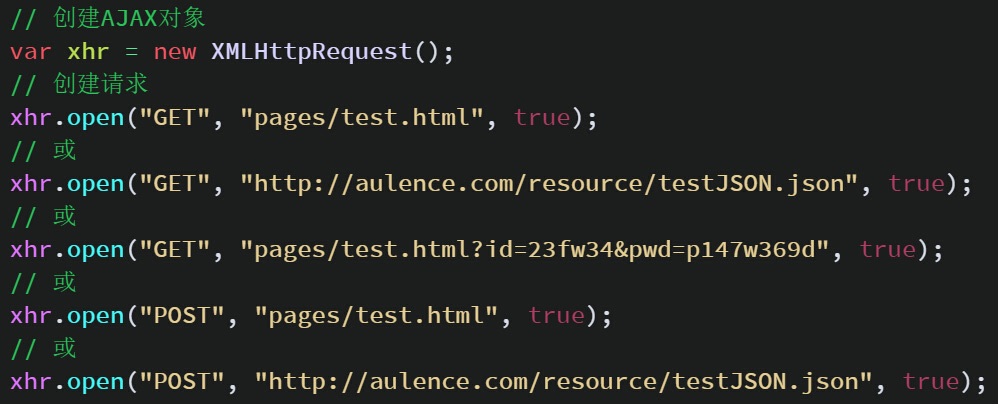 // 创建AJAX对象
var xhr = new XMLHttpRequest();
// 创建请求
xhr.open("GET", "pages/test.html", true);
// 或
xhr.open("GET", "http://aulence.com/resource/testJSON.json", true);
// 或
xhr.open("GET", "pages/test.html?id=23fw34&pwd=p147w369d", true);
// 或
xhr.open("POST", "pages/test.html", true);
// 或
xhr.open("POST", "http://aulence.com/resource/testJSON.json", true);